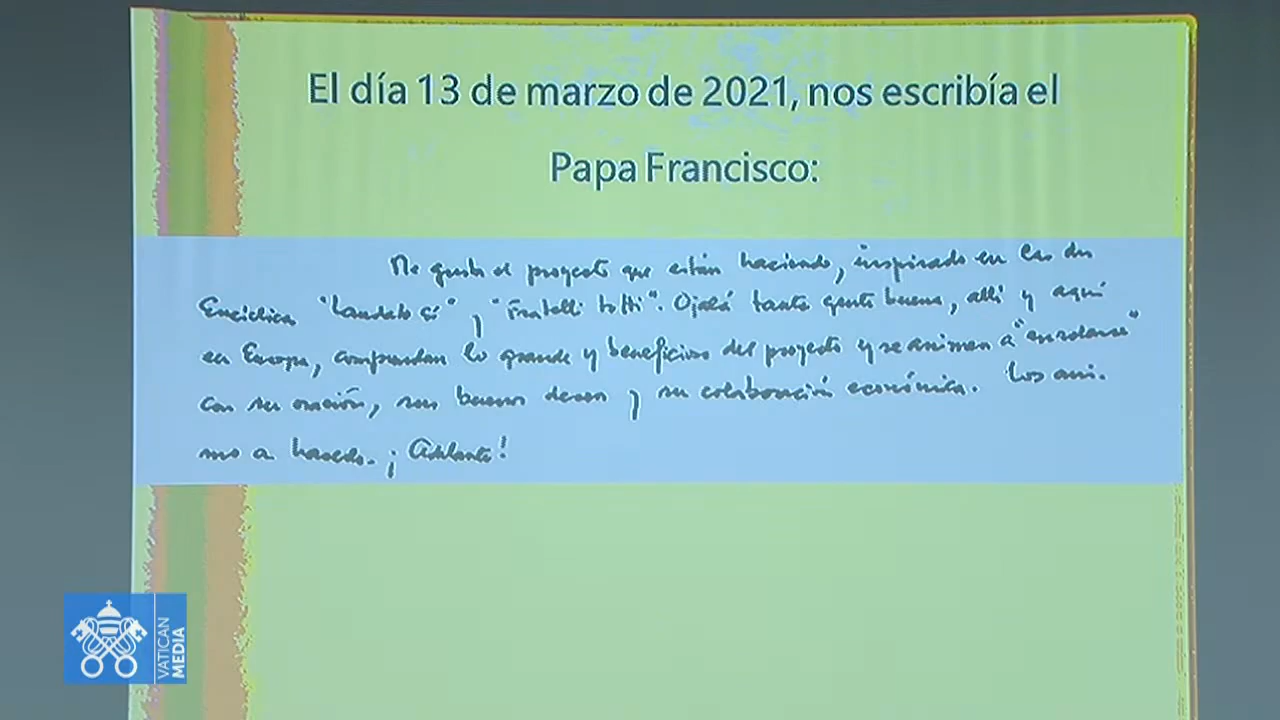 El día 13 de marzo de 2021, nos escribía el
Papa Francisco:
Me gusta el proyecto que están haciendo, inspirado en las dos
Encíclicas "Laudato si" y "Fratelli tutti". Ojalá tanta gente buena, allí y aquí
en Europa, comprendan lo grande y beneficioso del proyecto y se animen a "enrolarse"
con su oración, sus buenos deseos y su colaboración económica. Los ani-
mo a hacerlo. ¡Adelante!
VATICAN
MEDIA